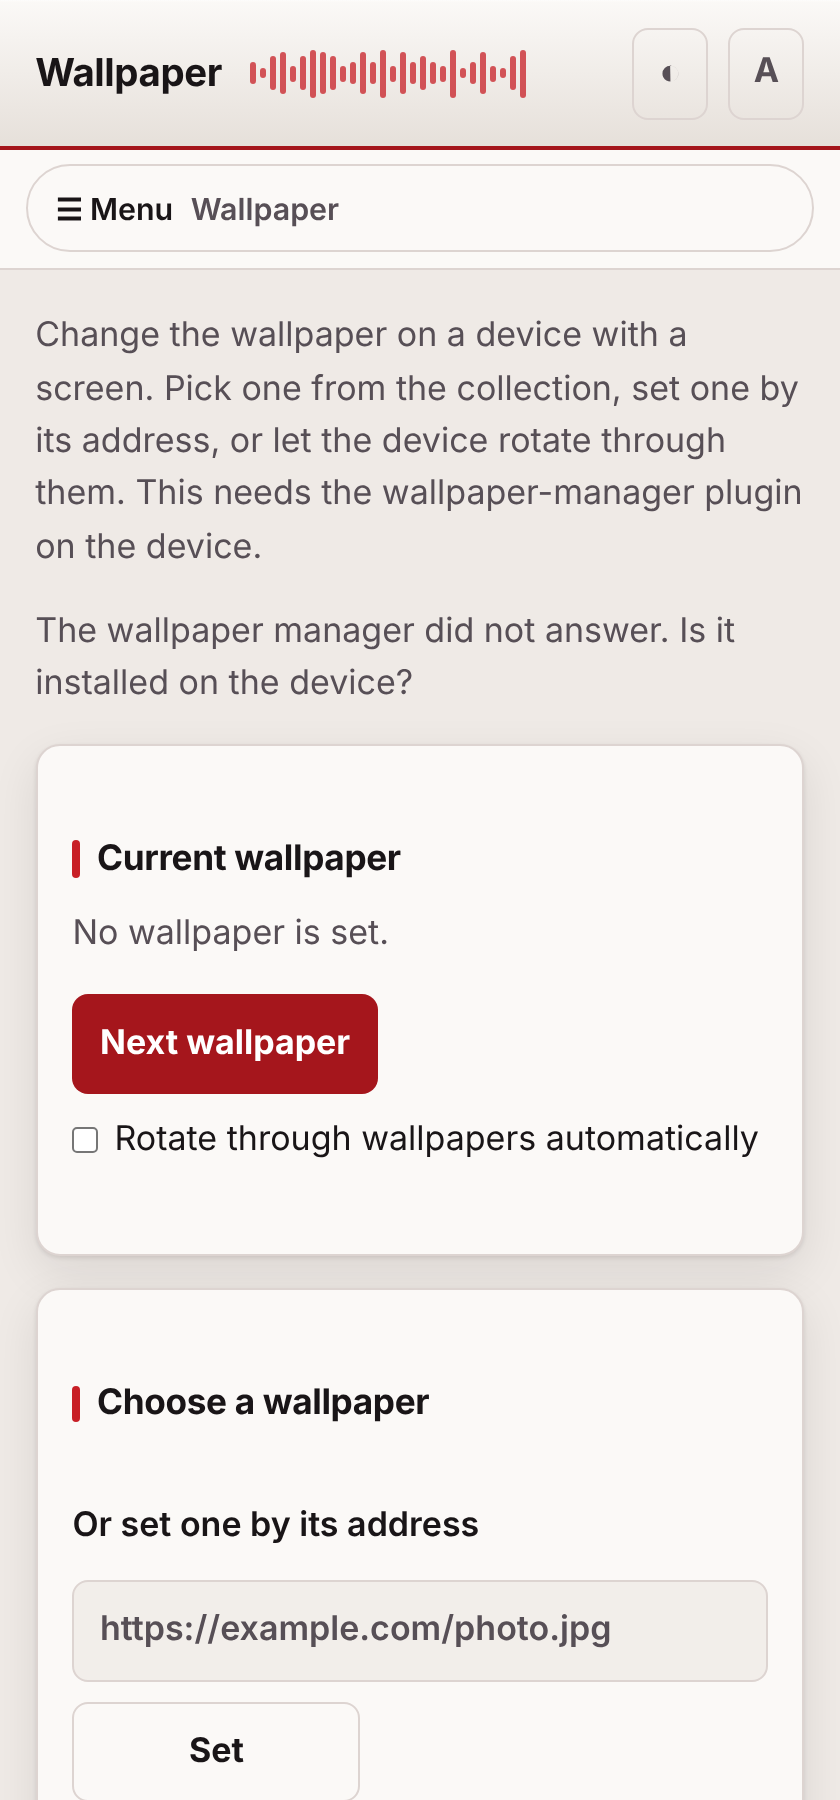 Wallpaper
A
☰ Menu Wallpaper
Change the wallpaper on a device with a
screen. Pick one from the collection, set one by
its address, or let the device rotate through
them. This needs the wallpaper-manager plugin
on the device.
The wallpaper manager did not answer. Is it
installed on the device?
Current wallpaper
No wallpaper is set.
Next wallpaper
Rotate through wallpapers automatically
Choose a wallpaper
Or set one by its address
https://example.com/photo.jpg
Set